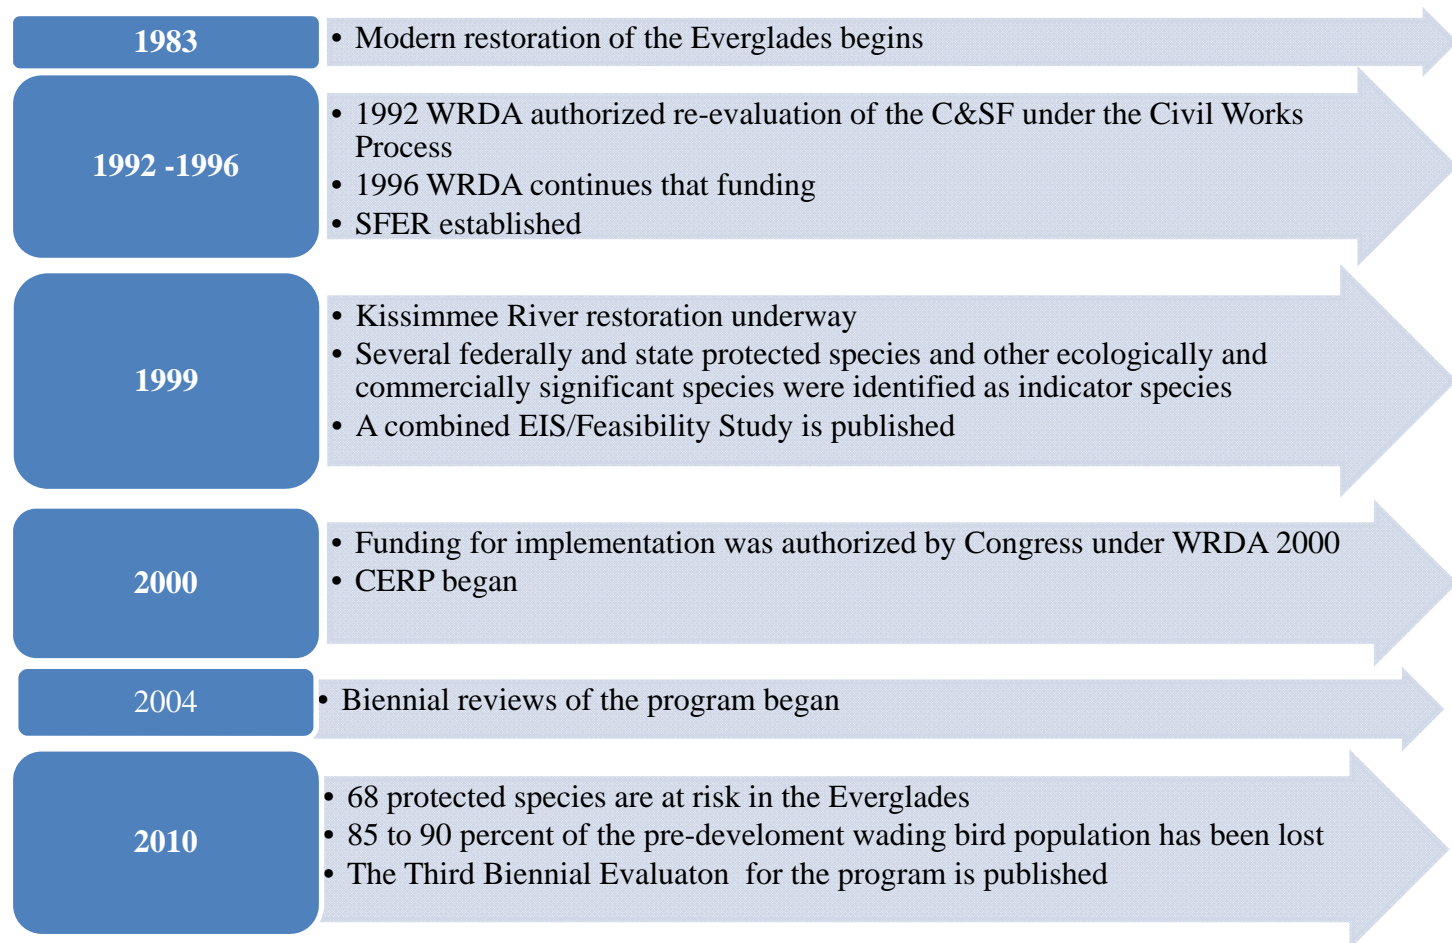 1983
• Modern restoration of the Everglades begins
1992 -1996
• 1992 WRDA authorized re-evaluation of the C&SF under the Civil Works
Process
• 1996 WRDA continues that funding
• SFER established
1999
• Kissimmee River restoration underway
• Several federally and state protected species and other ecologically and
commercially significant species were identified as indicator species
• A combined EIS/Feasibility Study is published
2000
• Funding for implementation was authorized by Congress under WRDA 2000
• CERP began
2004
• Biennial reviews of the program began
2010
• 68 protected species are at risk in the Everglades
• 85 to 90 percent of the pre-develoment wading bird population has been lost
• The Third Biennial Evaluaton  for the program is published